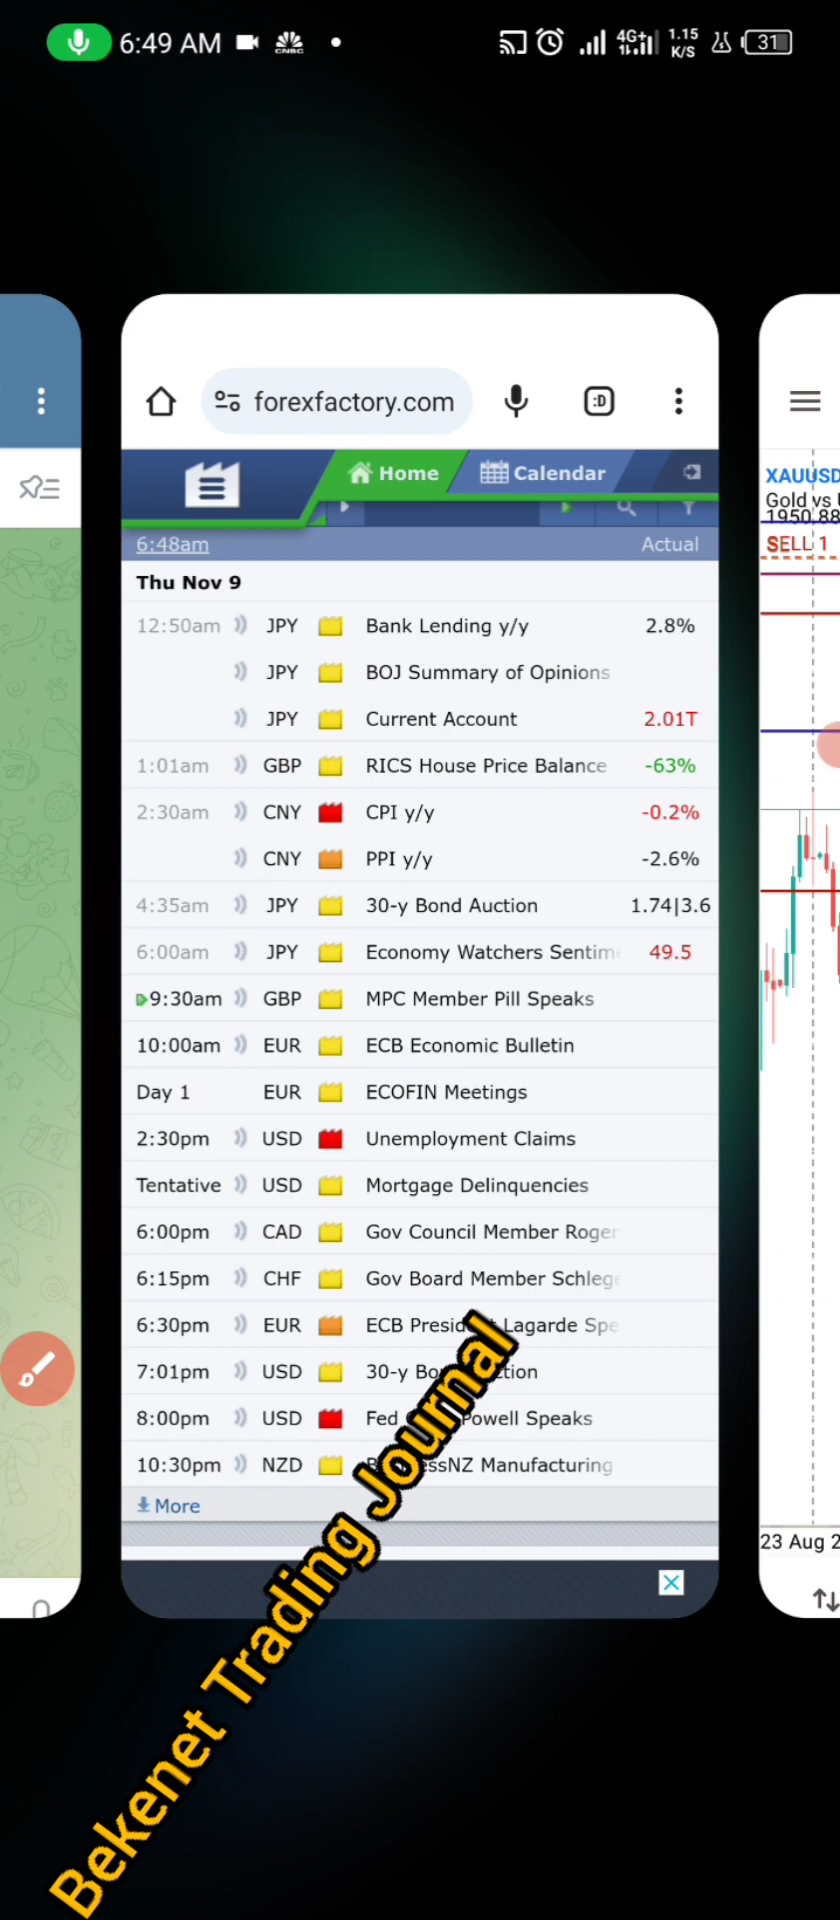 6:49 AM CNBC 4G+ 1.15 K/S 31
forexfactory.com :D
Home Calendar
6:48am Actual
Thu Nov 9
12:50am JPY Bank Lending y/y 2.8%
JPY BOJ Summary of Opinions
JPY Current Account 2.01T
1:01am GBP RICS House Price Balance -63%
2:30am CNY CPI y/y -0.2%
CNY PPI y/y -2.6%
4:35am JPY 30-y Bond Auction 1.74|3.6
6:00am JPY Economy Watchers Sentim 49.5
9:30am GBP MPC Member Pill Speaks
10:00am EUR ECB Economic Bulletin
Day 1 EUR ECOFIN Meetings
2:30pm USD Unemployment Claims
Tentative USD Mortgage Delinquencies
6:00pm CAD Gov Council Member Roger
6:15pm CHF Gov Board Member Schlege
6:30pm EUR ECB President Lagarde Spe
7:01pm USD 30-y
8:00pm USD Fed Powell Speaks
10:30pm NZD Manufacturing
More
XAUUSD
Gold vs
1950.88
SELL 1
23 Aug 2
Bekenet Trading Journal